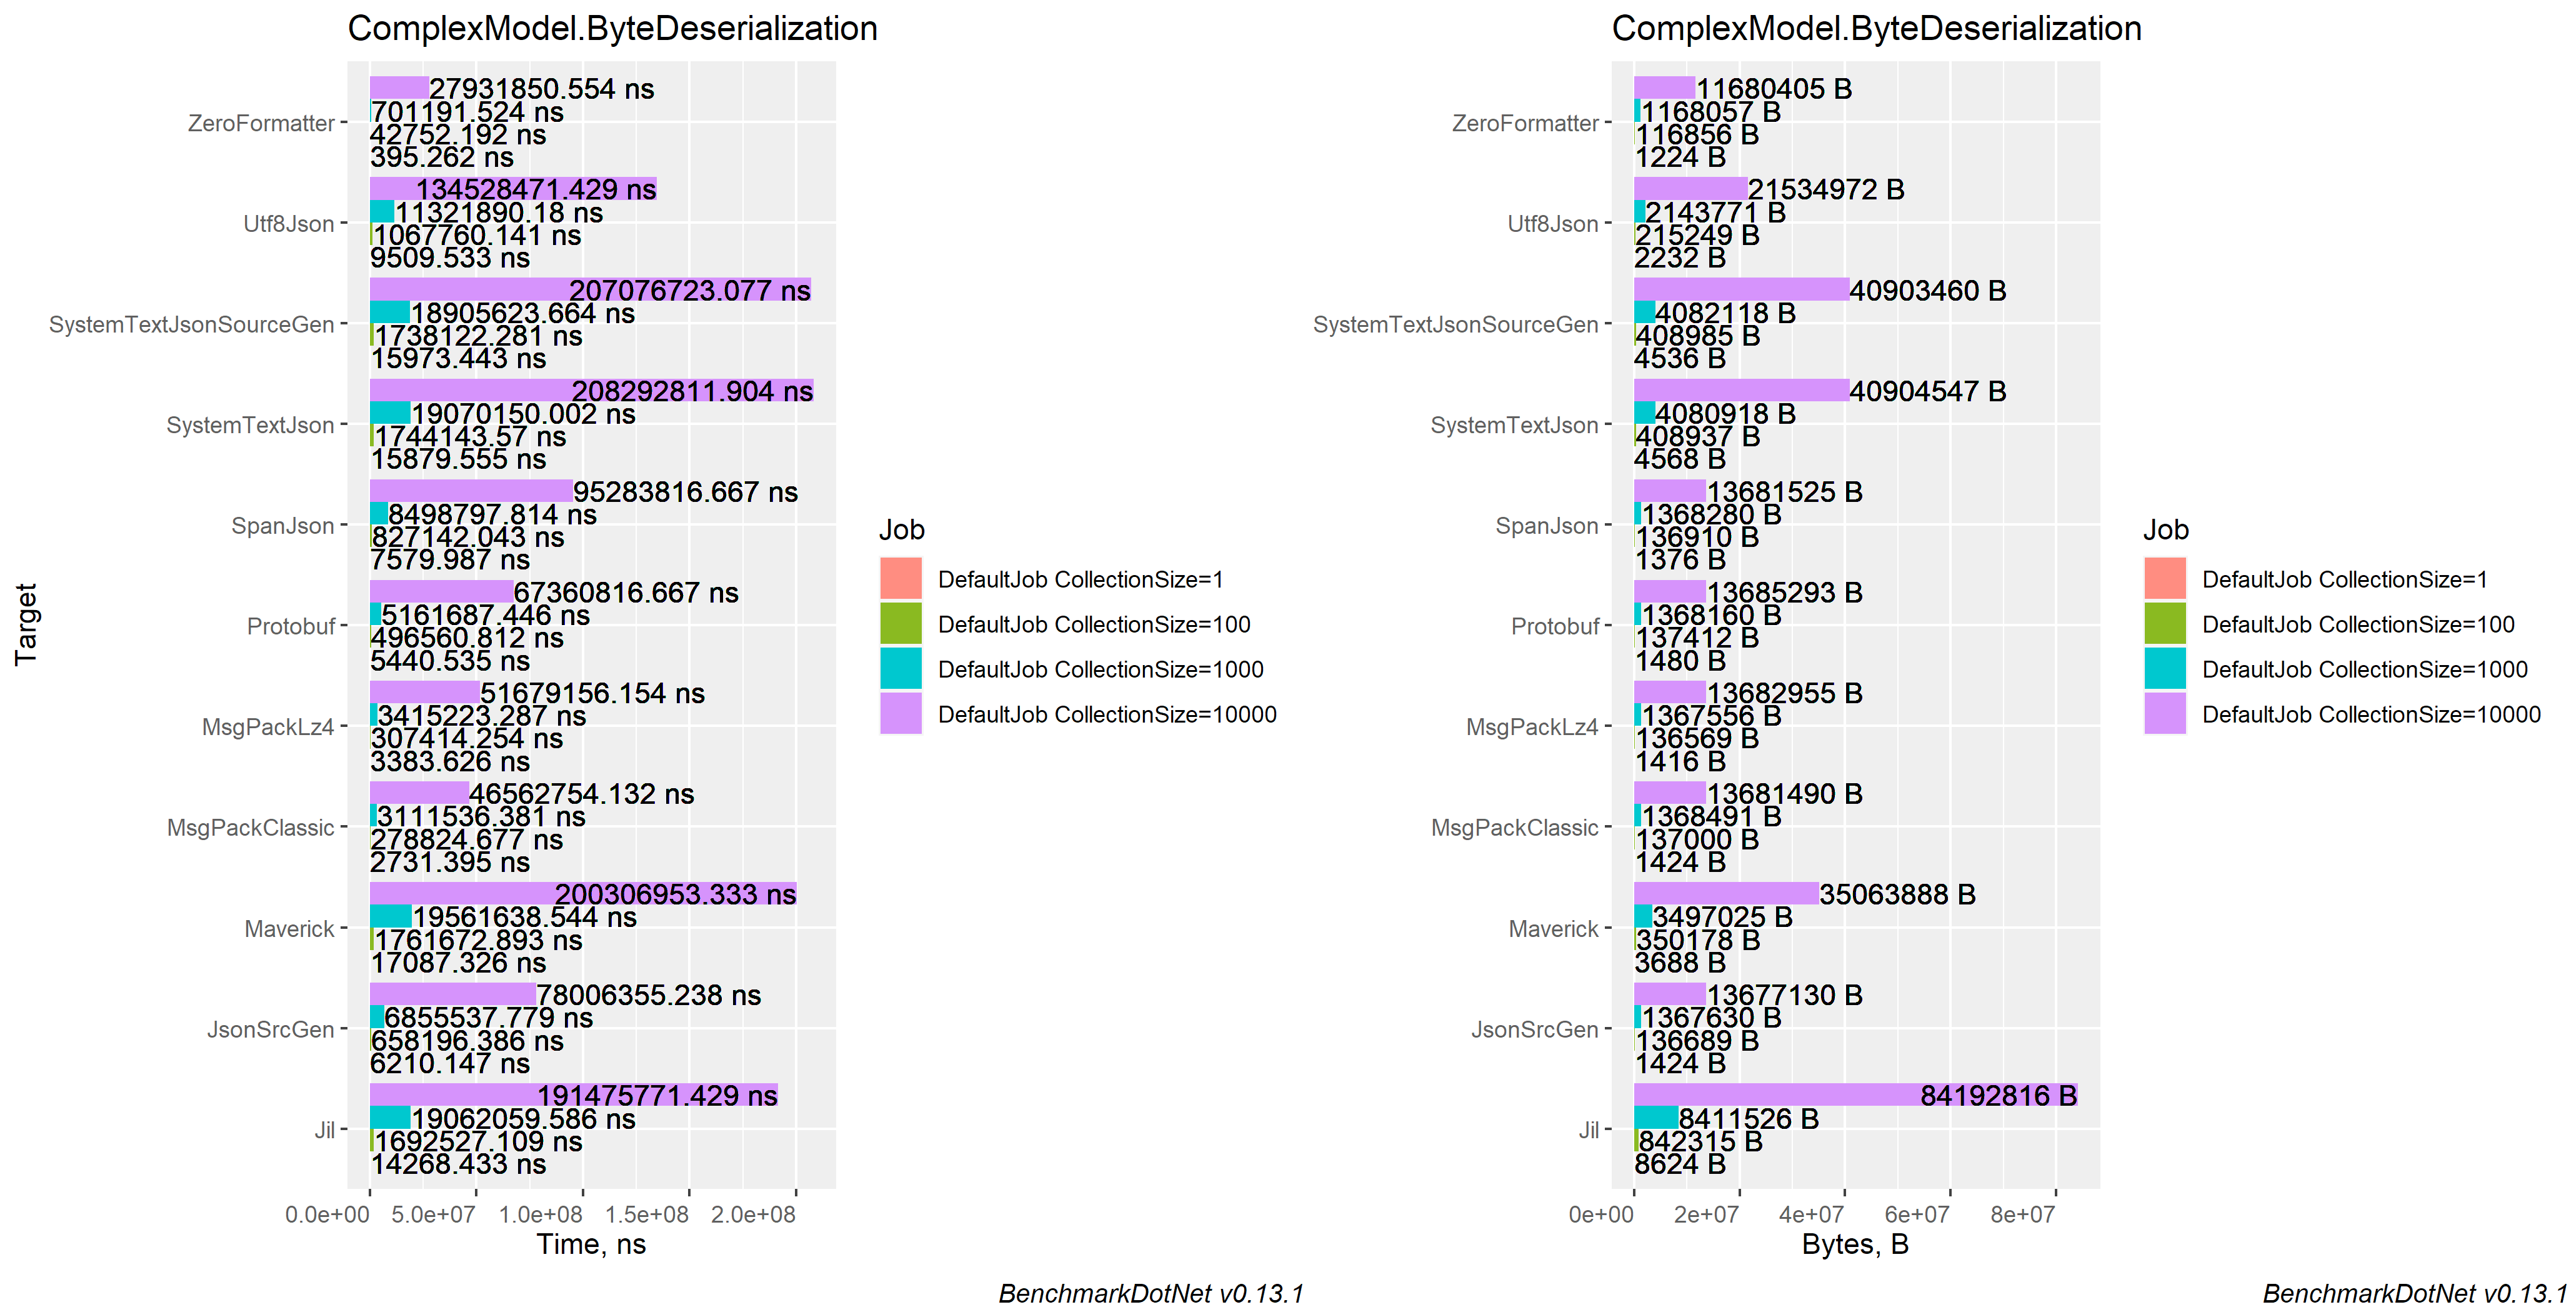 ComplexModel.ByteDeserialization
Target
ZeroFormatter
27931850.554 ns
701191.524 ns
42752.192 ns
395.262 ns
Utf8Json
134528471.429 ns
11321890.18 ns
1067760.141 ns
9509.533 ns
SystemTextJsonSourceGen
207076723.077 ns
18905623.664 ns
1738122.281 ns
15973.443 ns
SystemTextJson
208292811.904 ns
19070150.002 ns
1744143.57 ns
15879.555 ns
SpanJson
95283816.667 ns
8498797.814 ns
827142.043 ns
7579.987 ns
Protobuf
67360816.667 ns
5161687.446 ns
496560.812 ns
5440.535 ns
MsgPackLz4
51679156.154 ns
3415223.287 ns
307414.254 ns
3383.626 ns
MsgPackClassic
46562754.132 ns
3111536.381 ns
278824.677 ns
2731.395 ns
Maverick
200306953.333 ns
19561638.544 ns
1761672.893 ns
17087.326 ns
JsonSrcGen
78006355.238 ns
6855537.779 ns
658196.386 ns
6210.147 ns
Jil
191475771.429 ns
19062059.586 ns
1692527.109 ns
14268.433 ns
0.0e+00 5.0e+07 1.0e+08 1.5e+08 2.0e+08
Time, ns
Job
DefaultJob CollectionSize=1
DefaultJob CollectionSize=100
DefaultJob CollectionSize=1000
DefaultJob CollectionSize=10000
BenchmarkDotNet v0.13.1
ComplexModel.ByteDeserialization
ZeroFormatter
11680405 B
1168057 B
116856 B
1224 B
Utf8Json
21534972 B
2143771 B
215249 B
2232 B
SystemTextJsonSourceGen
40903460 B
4082118 B
408985 B
4536 B
SystemTextJson
40904547 B
4080918 B
408937 B
4568 B
SpanJson
13681525 B
1368280 B
136910 B
1376 B
Protobuf
13685293 B
1368160 B
137412 B
1480 B
MsgPackLz4
13682955 B
1367556 B
136569 B
1416 B
MsgPackClassic
13681490 B
1368491 B
137000 B
1424 B
Maverick
35063888 B
3497025 B
350178 B
3688 B
JsonSrcGen
13677130 B
1367630 B
136689 B
1424 B
Jil
84192816 B
8411526 B
842315 B
8624 B
0e+00 2e+07 4e+07 6e+07 8e+07
Bytes, B
Job
DefaultJob CollectionSize=1
DefaultJob CollectionSize=100
DefaultJob CollectionSize=1000
DefaultJob CollectionSize=10000
BenchmarkDotNet v0.13.1